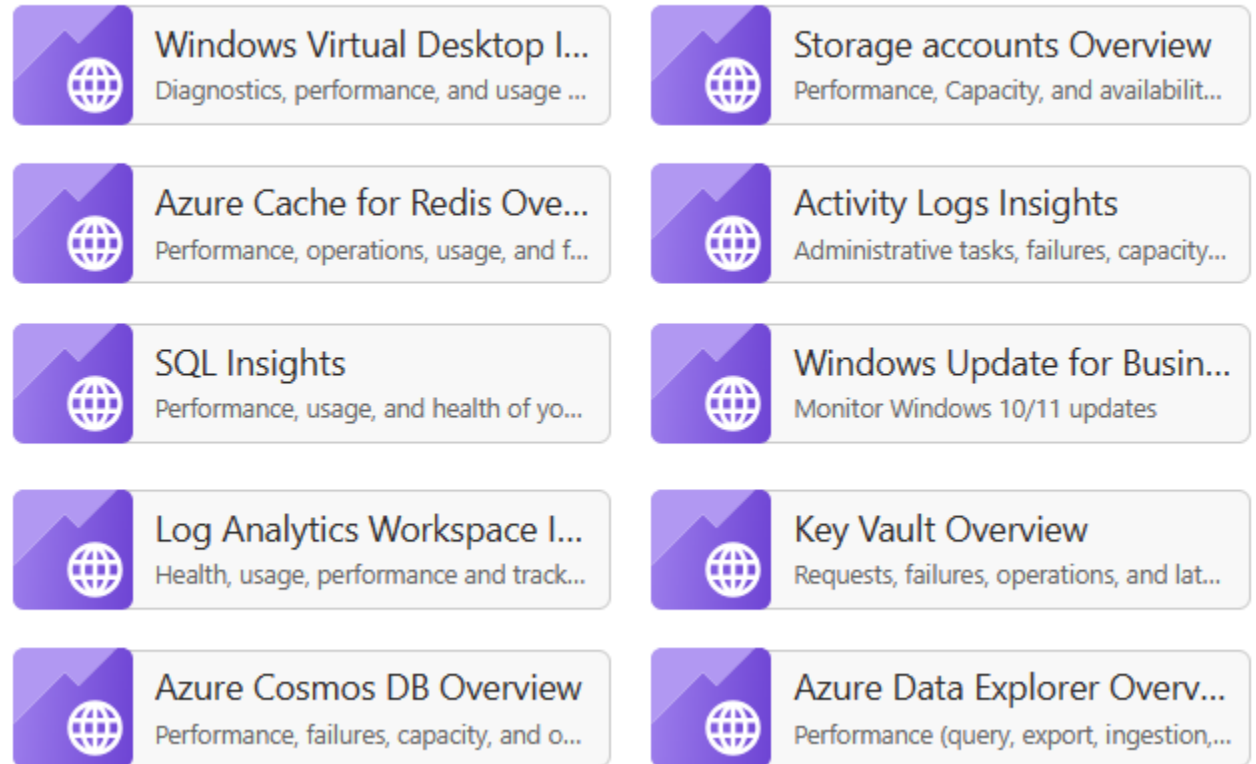 Windows Virtual Desktop I...
Diagnostics, performance, and usage ...
Storage accounts Overview
Performance, Capacity, and availabilit...
Azure Cache for Redis Ove...
Performance, operations, usage, and f...
Activity Logs Insights
Administrative tasks, failures, capacity...
SQL Insights
Performance, usage, and health of yo...
Windows Update for Busin...
Monitor Windows 10/11 updates
Log Analytics Workspace I...
Health, usage, performance and track...
Key Vault Overview
Requests, failures, operations, and lat...
Azure Cosmos DB Overview
Performance, failures, capacity, and o...
Azure Data Explorer Overv...
Performance (query, export, ingestion,...